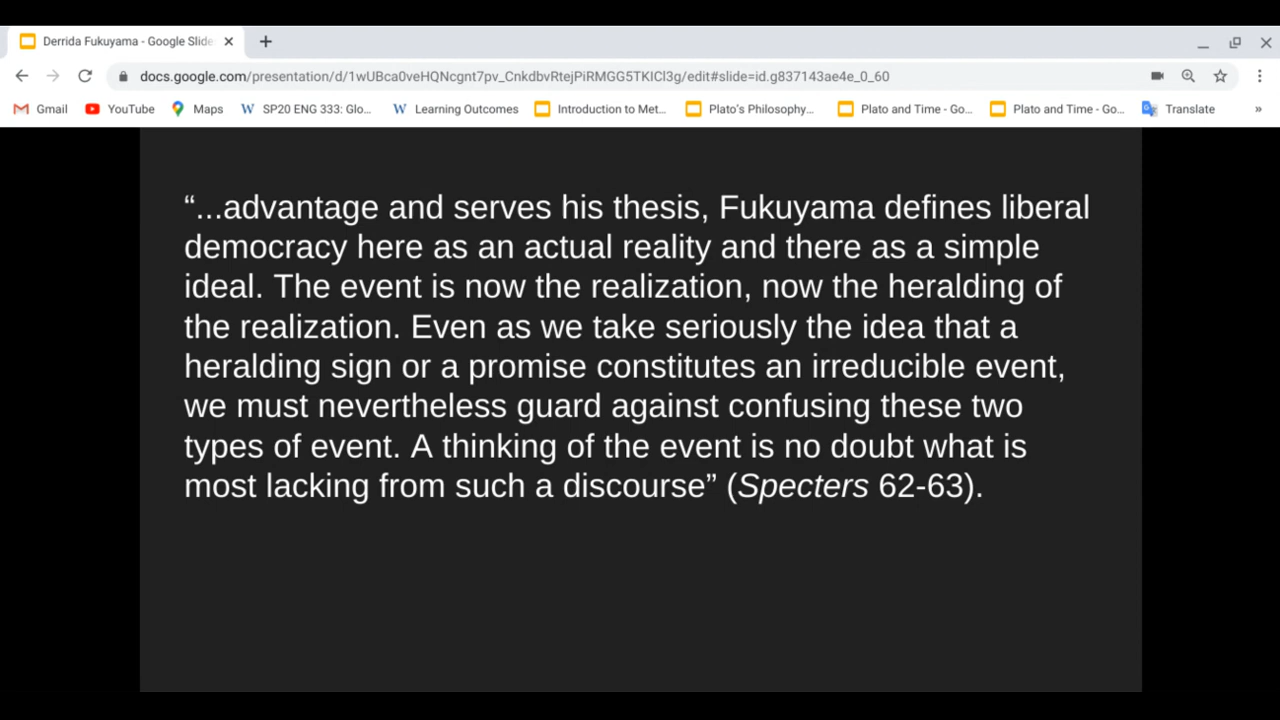 Derrida Fukuyama - Google Slide
docs.google.com/presentation/d/1wUBca0veHQNcgnt7pv_CnkdbvRtejPiRMGG5TKICl3g/edit#slide=id.g837143ae4e_0_60
Gmail YouTube Maps SP20 ENG 333: Glo... Learning Outcomes Introduction to Met... Plato's Philosophy... Plato and Time - Go... Plato and Time - Go... Translate »
“...advantage and serves his thesis, Fukuyama defines liberal
democracy here as an actual reality and there as a simple
ideal. The event is now the realization, now the heralding of
the realization. Even as we take seriously the idea that a
heralding sign or a promise constitutes an irreducible event,
we must nevertheless guard against confusing these two
types of event. A thinking of the event is no doubt what is
most lacking from such a discourse” (Specters 62-63).